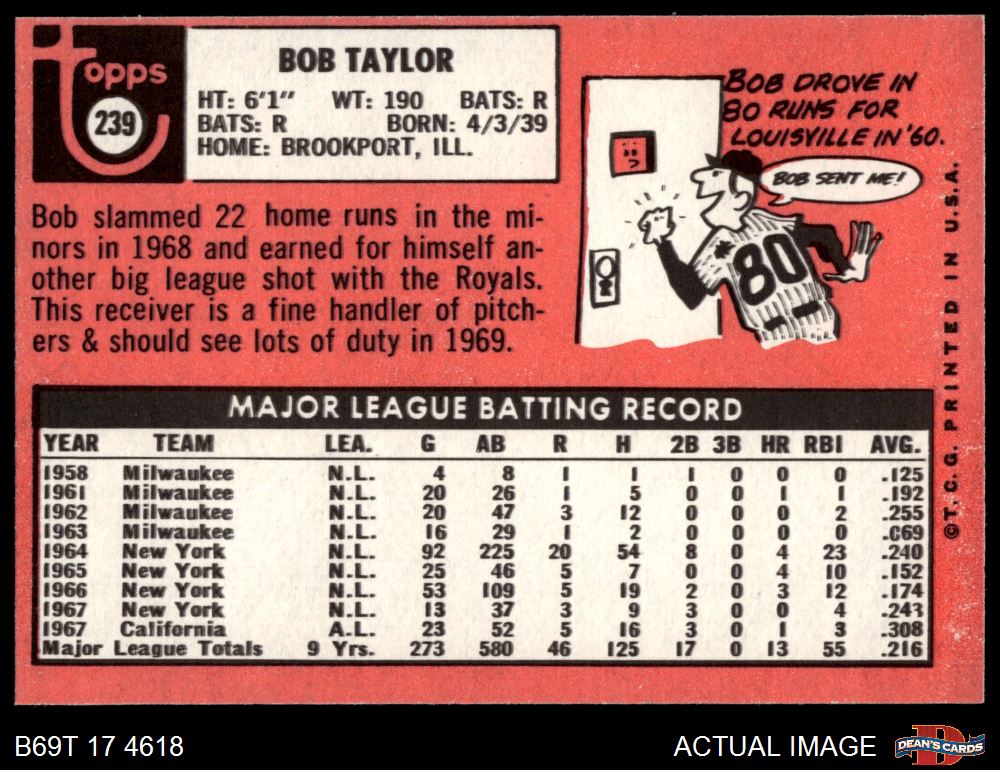 topps
239
BOB TAYLOR
HT: 6'1" WT: 190 BATS: R
BATS: R BORN: 4/3/39
HOME: BROOKPORT, ILL.
Bob slammed 22 home runs in the mi-
nors in 1968 and earned for himself an-
other big league shot with the Royals.
This receiver is a fine handler of pitch-
ers & should see lots of duty in 1969.
BOB DROVE IN
80 RUNS FOR
LOUISVILLE IN '60.
BOB SENT ME!
80
©T.C.G. PRINTED IN U.S.A.
MAJOR LEAGUE BATTING RECORD
YEAR TEAM LEA. G AB R H 2B 3B HR RBI AVG.
1958 Milwaukee N.L. 4 8 1 1 1 0 0 0 .125
1961 Milwaukee N.L. 20 26 1 5 0 0 1 1 .192
1962 Milwaukee N.L. 20 47 3 12 0 0 0 2 .255
1963 Milwaukee N.L. 16 29 1 2 0 0 0 0 .069
1964 New York N.L. 92 225 20 54 8 0 4 23 .240
1965 New York N.L. 25 46 5 7 0 0 4 10 .152
1966 New York N.L. 53 109 5 19 2 0 3 12 .174
1967 New York N.L. 13 37 3 9 3 0 0 4 .243
1967 California A.L. 23 52 5 16 3 0 1 3 .308
Major League Totals 9 Yrs. 273 580 46 125 17 0 13 55 .216
B69T 17 4618
ACTUAL IMAGE
DEAN'S CARDS